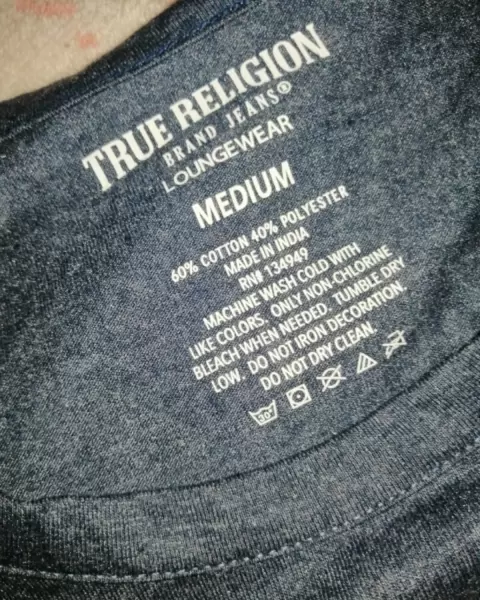 TRUE RELIGION
BRAND JEANS®
LOUNGEWEAR
MEDIUM
60% COTTON 40% POLYESTER
MADE IN INDIA
RN# 134949
MACHINE WASH COLD WITH
LIKE COLORS. ONLY NON-CHLORINE
BLEACH WHEN NEEDED. TUMBLE DRY
LOW. DO NOT IRON DECORATION.
DO NOT DRY CLEAN.
30°